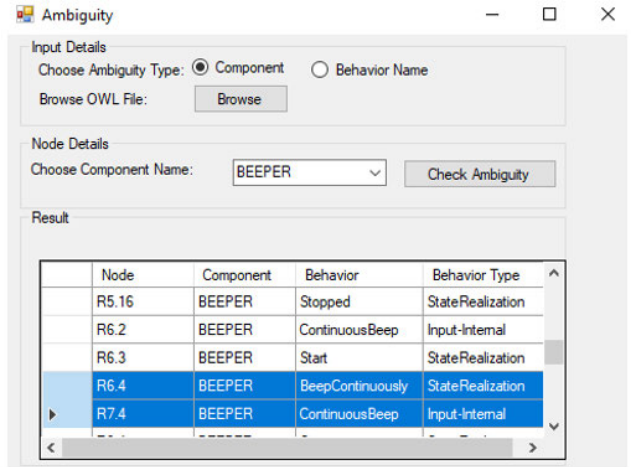 Ambiguity
Input Details
Choose Ambiguity Type: Component Behavior Name
Browse OWL File: Browse
Node Details
Choose Component Name: BEEPER Check Ambiguity
Result
Node Component Behavior Behavior Type
R5.16 BEEPER Stopped StateRealization
R6.2 BEEPER ContinuousBeep Input-Internal
R6.3 BEEPER Start StateRealization
R6.4 BEEPER BeepContinuously StateRealization
R7.4 BEEPER ContinuousBeep Input-Internal